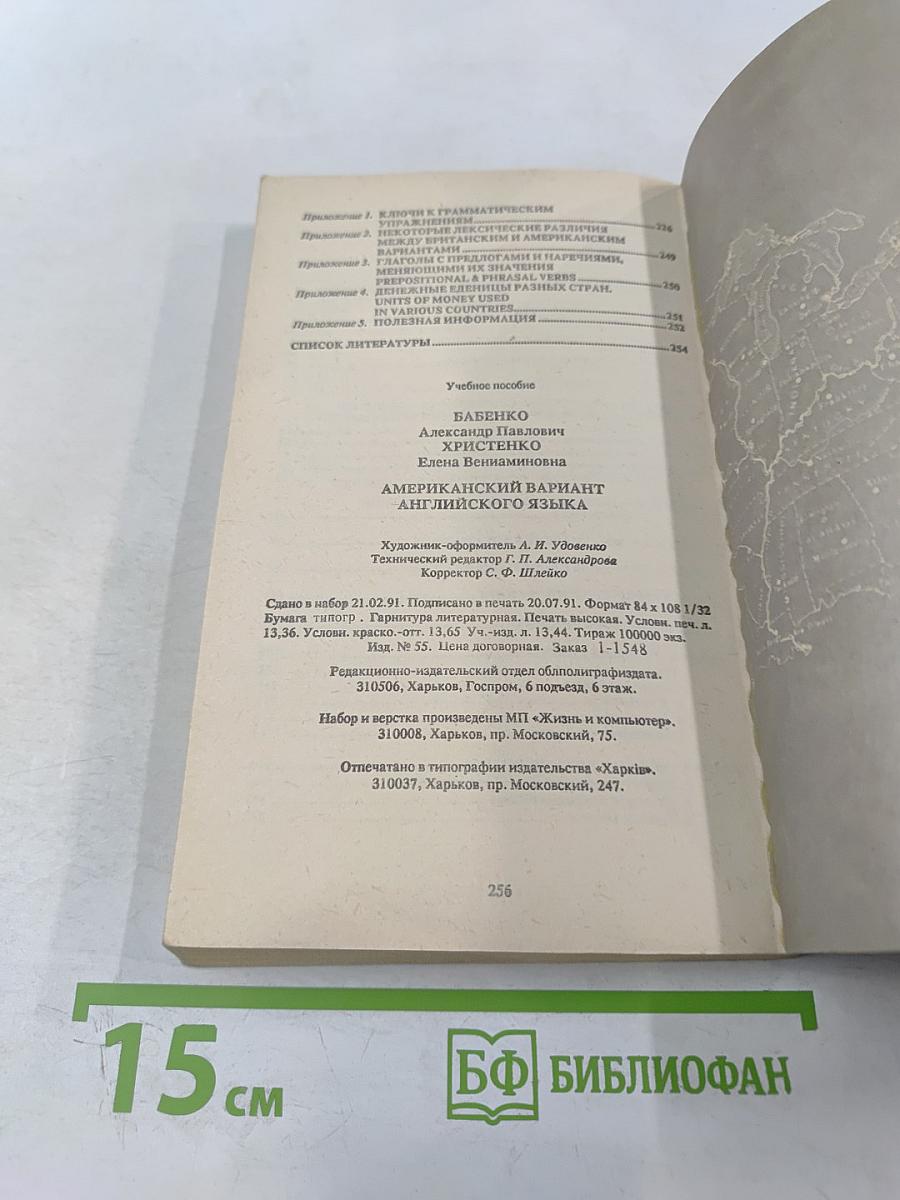 Приложение 1. КЛЮЧИ К ГРАММАТИЧЕСКИМ
УПРАЖНЕНИЯМ........226
Приложение 2. НЕКОТОРЫЕ ЛЕКСИЧЕСКИЕ РАЗЛИЧИЯ
МЕЖДУ БРИТАНСКИМ И АМЕРИКАНСКИМ
ВАРИАНТАМИ........249
Приложение 3. ГЛАГОЛЫ С ПРЕДЛОГАМИ И НАРЕЧИЯМИ,
МЕНЯЮЩИМИ ИХ ЗНАЧЕНИЯ
PREPOSITIONAL & PHRASAL VERBS........250
Приложение 4. ДЕНЕЖНЫЕ ЕДЕНИЦЫ РАЗНЫХ СТРАН.
UNITS OF MONEY USED
IN VARIOUS COUNTRIES........251
Приложение 5. ПОЛЕЗНАЯ ИНФОРМАЦИЯ........252
СПИСОК ЛИТЕРАТУРЫ........254
Учебное пособие
БАБЕНКО
Александр Павлович
ХРИСТЕНКО
Елена Вениаминовна
АМЕРИКАНСКИЙ ВАРИАНТ
АНГЛИЙСКОГО ЯЗЫКА
Художник-оформитель А. И. Удовенко
Технический редактор Г. П. Александрова
Корректор С. Ф. Шлейко
Сдано в набор 21.02.91. Подписано в печать 20.07.91. Формат 84 х 108 1/32
Бумага типогр . Гарнитура литературная. Печать высокая. Условн. печ. л.
13,36. Условн. краско.-отт. 13,65 Уч.-изд. л. 13,44. Тираж 100000 экз.
Изд. № 55. Цена договорная. Заказ 1-1548
Редакционно-издательский отдел облполиграфиздата.
310506, Харьков, Госпром, 6 подъезд, 6 этаж.
Набор и верстка произведены МП «Жизнь и компьютер».
310008, Харьков, пр. Московский, 75.
Отпечатано в типографии издательства «Харків».
310037, Харьков, пр. Московский, 247.
256
15 см
БФ БИБЛИОФАН